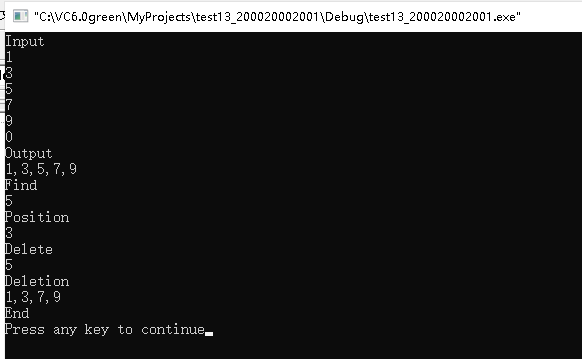 "C:\VC6.0green\MyProjects\test13_200020002001\Debug\test13_200020002001.exe"
Input
1
3
5
7
9
0
Output
1,3,5,7,9
Find
5
Position
3
Delete
5
Deletion
1,3,7,9
End
Press any key to continue